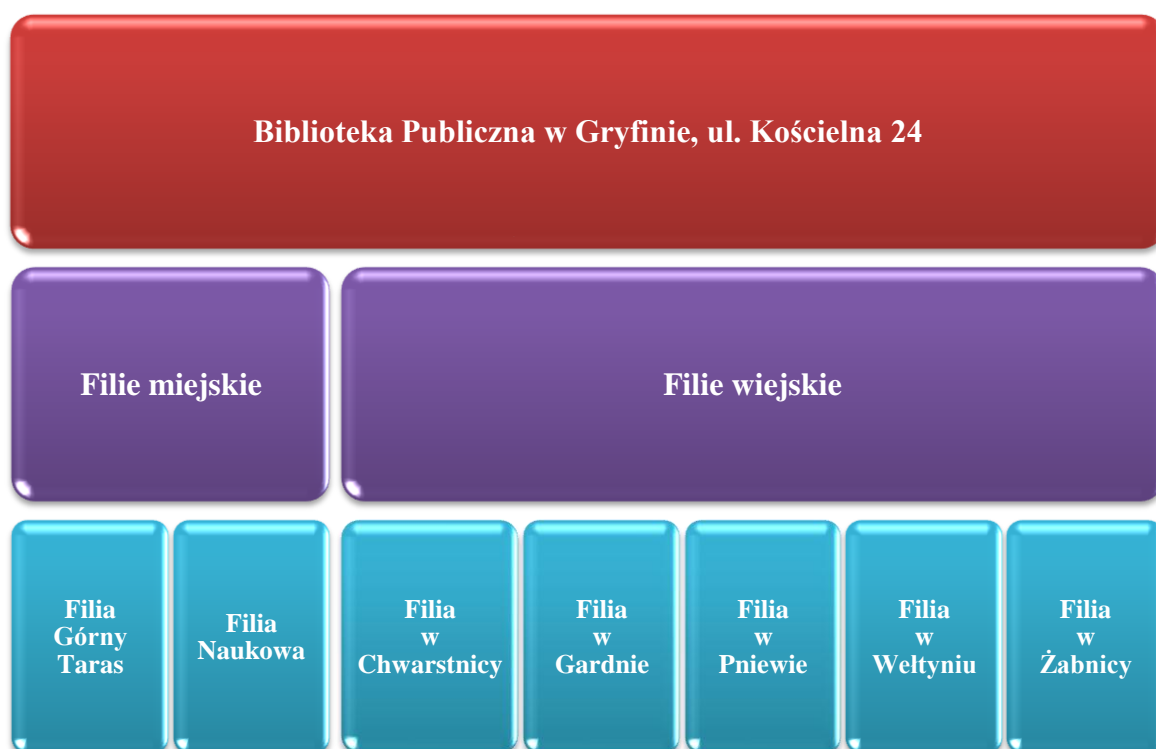 Biblioteka Publiczna w Gryfinie, ul. Kościelna 24
Filie miejskie
Filie wiejskie
Filia
Górny
Taras
Filia
Naukowa
Filia
w
Chwarstnicy
Filia
w
Gardnie
Filia
w
Pniewie
Filia
w
Wełtyniu
Filia
w
Żabnicy